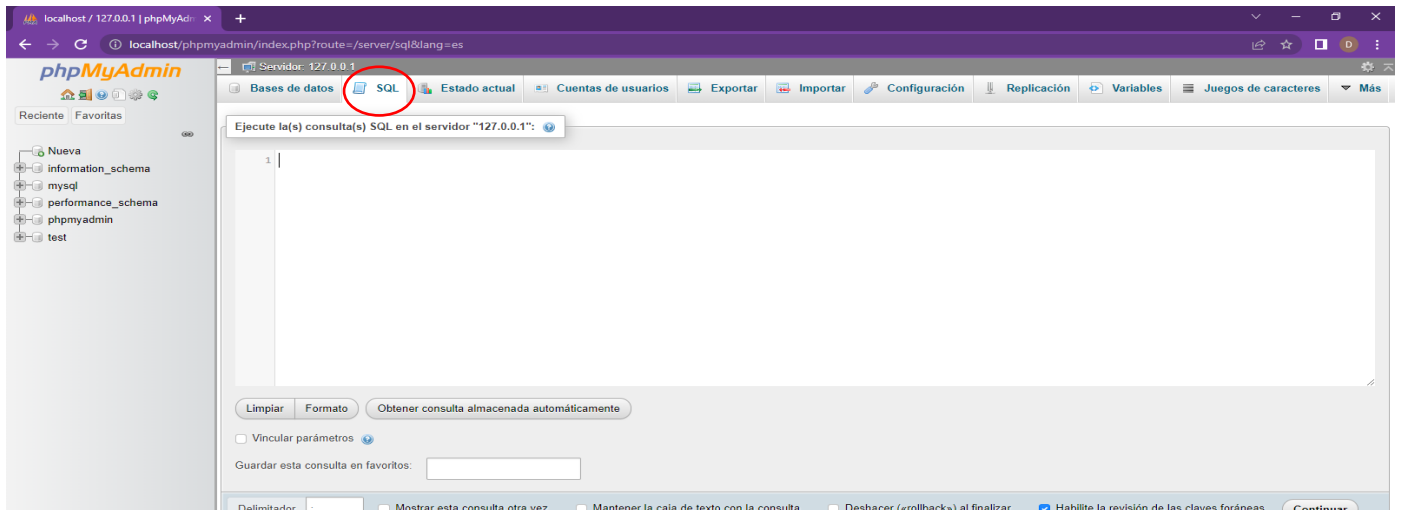 localhost / 127.0.0.1 | phpMyAdn
localhost/phpmyadmin/index.php?route=/server/sql&lang=es
D
phpMyAdmin
Servidor: 127.0.0.1
Bases de datos SQL Estado actual Cuentas de usuarios Exportar Importar Configuración Replicación Variables Juegos de caracteres Más
Reciente Favoritas
Ejecute la(s) consulta(s) SQL en el servidor "127.0.0.1":
Nueva
information_schema
mysql
performance_schema
phpmyadmin
test
1
Limpiar Formato Obtener consulta almacenada automáticamente
Vincular parámetros
Guardar esta consulta en favoritos:
Delimitador ; Mostrar esta consulta otra vez Mantener la caja de texto con la consulta Deshacer («rollback») al finalizar Habilite la revisión de las claves foráneas Continuar